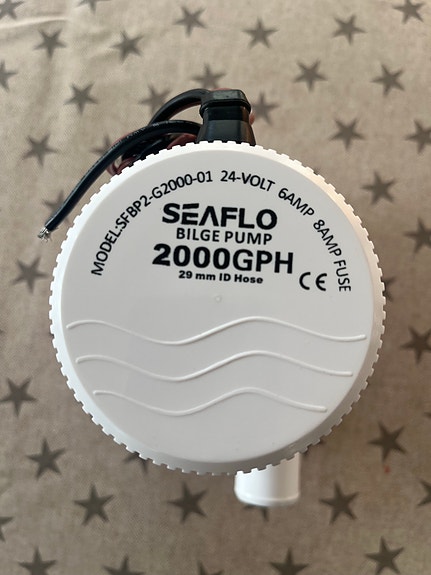 MODEL:SFBP2-G2000-01 24-VOLT 6AMP 8AMP FUSE
SEAFLO
BILGE PUMP
2000GPH
29 mm ID Hose
CE